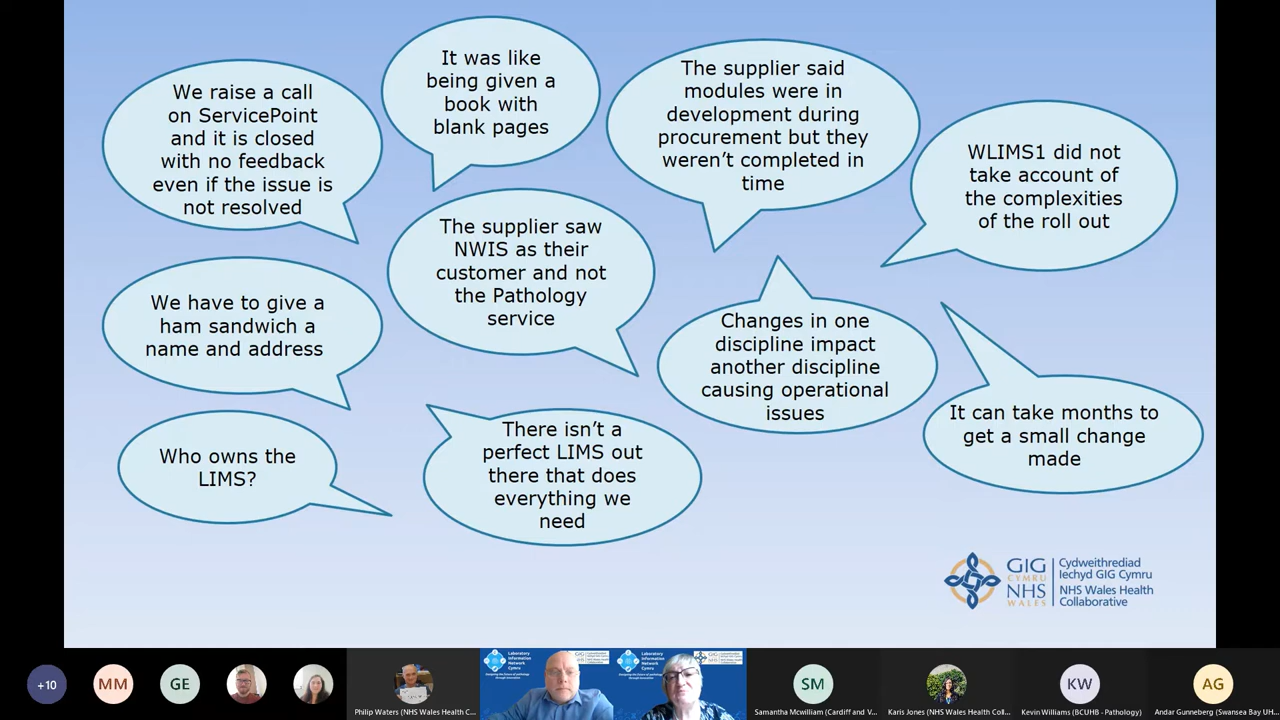 We raise a call
on ServicePoint
and it is closed
with no feedback
even if the issue is
not resolved
It was like
being given a
book with
blank pages
The supplier said
modules were in
development during
procurement but they
weren't completed in
time
WLIMS1 did not
take account of
the complexities
of the roll out
The supplier saw
NWIS as their
customer and not
the Pathology
service
We have to give a
ham sandwich a
name and address
Changes in one
discipline impact
another discipline
causing operational
issues
It can take months to
get a small change
made
Who owns the
LIMS?
There isn't a
perfect LIMS out
there that does
everything we
need
GIG
CYMRU
NHS
WALES
Cydweithrediad
Iechyd GIG Cymru
NHS Wales Health
Collaborative
+10
MM
GE
Philip Waters (NHS Wales Health C...
Laboratory
Information
Network
Cymru
Laboratory
Information
Network
Cymru
SM
Samantha Mcwilliam (Cardiff and V...
Karis Jones (NHS Wales Health Coll...
KW
Kevin Williams (BCUHB - Pathology)
AG
Andar Gunneberg (Swansea Bay UH...